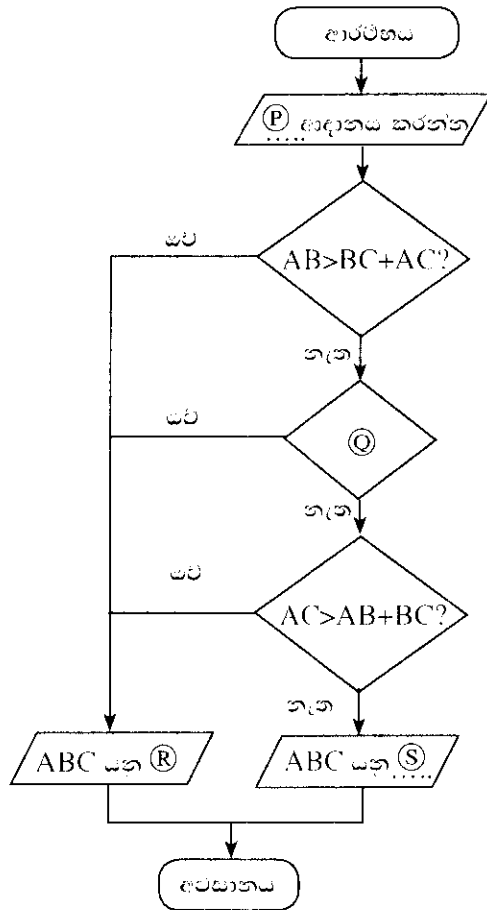 ආරම්භය
Ⓟ ආදානය කරන්න
.....
ඔව්
AB>BC+AC?
නැත
ඔව්
Ⓠ
නැත
ඔව්
AC>AB+BC?
නැත
ABC යනු Ⓡ
ABC යනු Ⓢ
.....
අවසානය